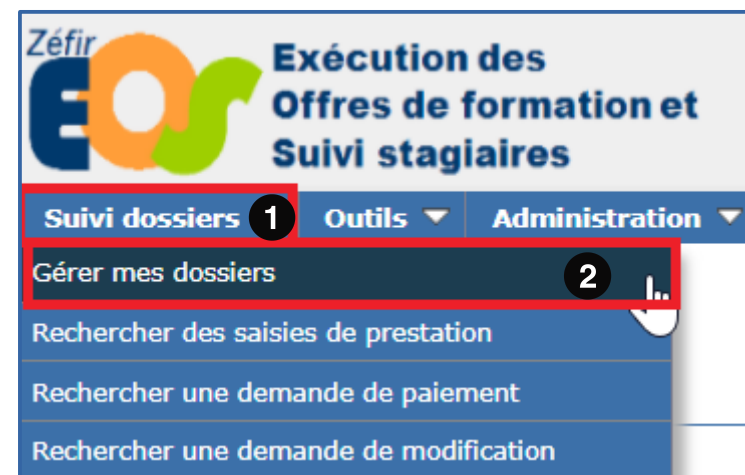 Zéfir
EOS
Exécution des
Offres de formation et
Suivi stagiaires
Suivi dossiers 1 Outils Administration
Gérer mes dossiers 2
Rechercher des saisies de prestation
Rechercher une demande de paiement
Rechercher une demande de modification